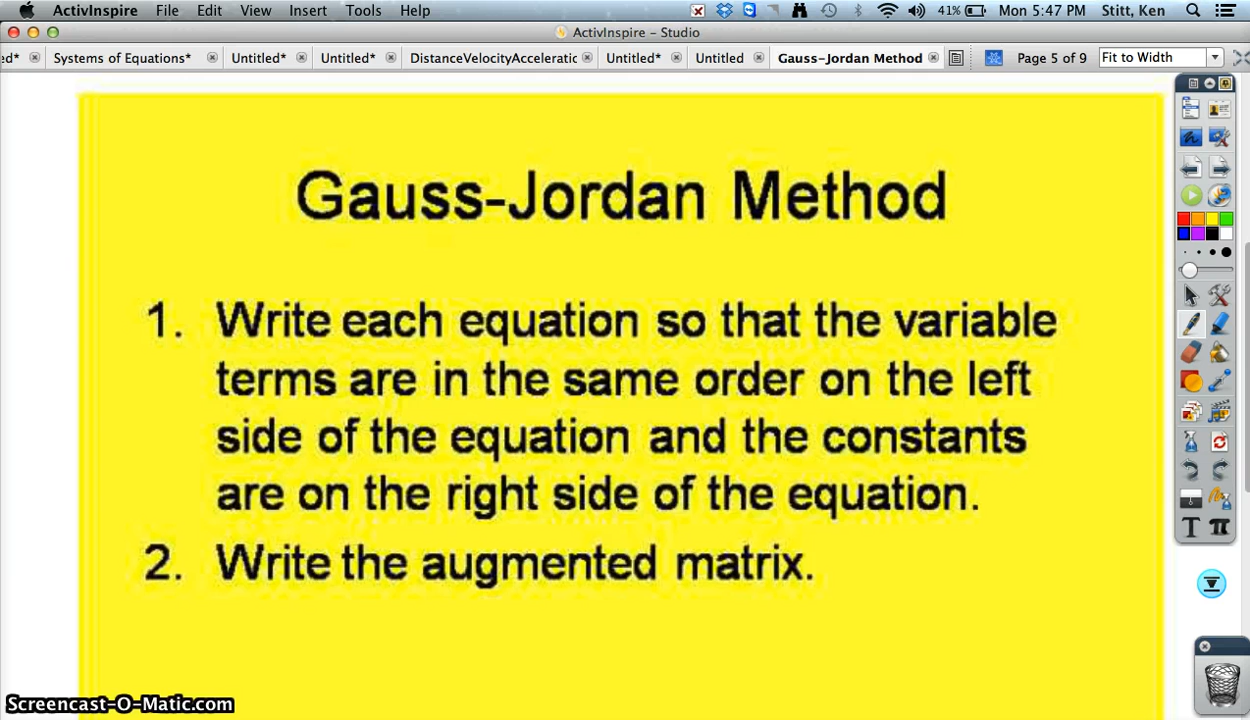 ActivInspire File Edit View Insert Tools Help 41% Mon 5:47 PM Stitt, Ken
ActivInspire – Studio
ed* Systems of Equations* Untitled* Untitled* DistanceVelocityAcceleratic Untitled* Untitled Gauss-Jordan Method Page 5 of 9 Fit to Width
Gauss-Jordan Method
1. Write each equation so that the variable
terms are in the same order on the left
side of the equation and the constants
are on the right side of the equation.
2. Write the augmented matrix.
Screencast-O-Matic.com